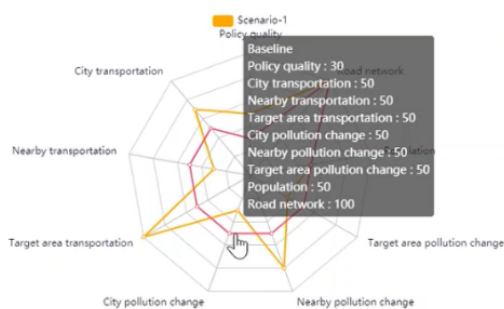 Scenario-1
Policy quality
City transportation
Road network
Nearby transportation
Target area transportation
Target area pollution change
City pollution change
Nearby pollution change
Baseline
Policy quality : 30
City transportation : 50
Nearby transportation : 50
Target area transportation : 50
City pollution change : 50
Nearby pollution change : 50
Target area pollution change : 50
Population : 50
Road network : 100